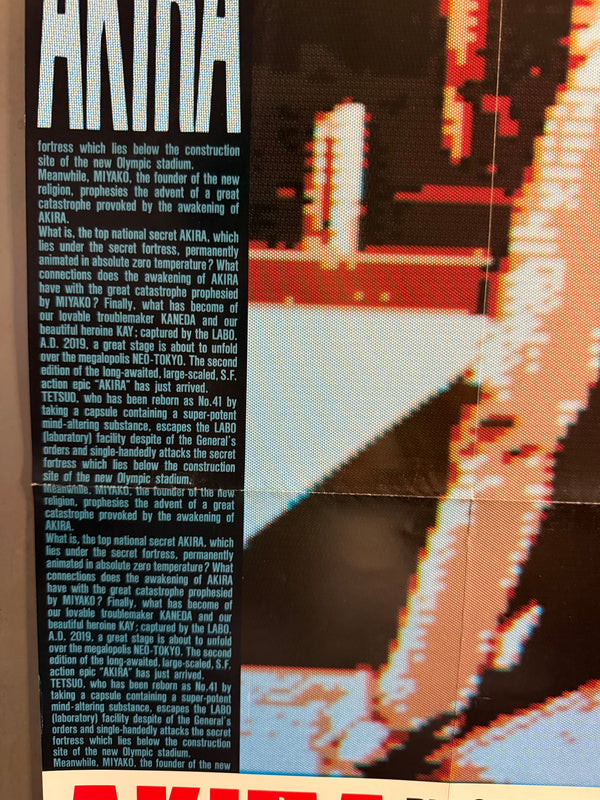 AKIRA
fortress which lies below the construction
site of the new Olympic stadium.
Meanwhile, MIYAKO, the founder of the new
religion, prophesies the advent of a great
catastrophe provoked by the awakening of
AKIRA.
What is, the top national secret AKIRA, which
lies under the secret fortress, permanently
animated in absolute zero temperature? What
connections does the awakening of AKIRA
have with the great catastrophe prophesied
by MIYAKO? Finally, what has become of
our lovable troublemaker KANEDA and our
beautiful heroine KAY; captured by the LABO.
A.D. 2019, a great stage is about to unfold
over the megalopolis NEO-TOKYO. The second
edition of the long-awaited, large-scaled, S.F.
action epic "AKIRA" has just arrived.
TETSUO, who has been reborn as No.41 by
taking a capsule containing a super-potent
mind-altering substance, escapes the LABO
(laboratory) facility despite of the General's
orders and single-handedly attacks the secret
fortress which lies below the construction
site of the new Olympic stadium.
Meanwhile, MIYAKO, the founder of the new
religion, prophesies the advent of a great
catastrophe provoked by the awakening of
AKIRA.
What is, the top national secret AKIRA, which
lies under the secret fortress, permanently
animated in absolute zero temperature? What
connections does the awakening of AKIRA
have with the great catastrophe prophesied
by MIYAKO? Finally, what has become of
our lovable troublemaker KANEDA and our
beautiful heroine KAY; captured by the LABO.
A.D. 2019, a great stage is about to unfold
over the megalopolis NEO-TOKYO. The second
edition of the long-awaited, large-scaled, S.F.
action epic "AKIRA" has just arrived.
TETSUO, who has been reborn as No.41 by
taking a capsule containing a super-potent
mind-altering substance, escapes the LABO
(laboratory) facility despite of the General's
orders and single-handedly attacks the secret
fortress which lies below the construction
site of the new Olympic stadium.
Meanwhile, MIYAKO, the founder of the new
AKIRA